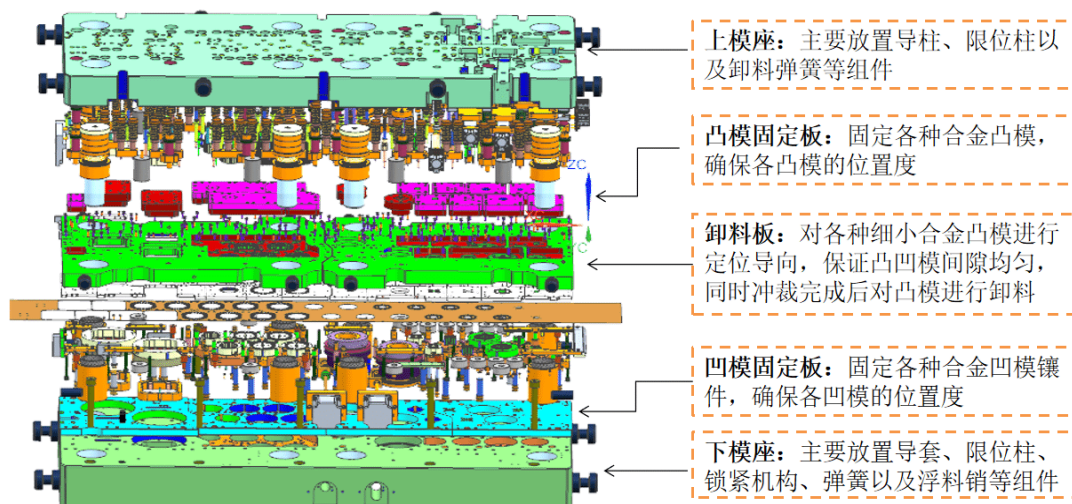 上模座：主要放置导柱、限位柱以
及卸料弹簧等组件
凸模固定板：固定各种合金凸模，
确保各凸模的位置度
ZC
YC
卸料板：对各种细小合金凸模进行
定位导向，保证凸凹模间隙均匀，
同时冲裁完成后对凸模进行卸料
凹模固定板：固定各种合金凹模镶
件，确保各凹模的位置度
下模座：主要放置导套、限位柱、
锁紧机构、弹簧以及浮料销等组件